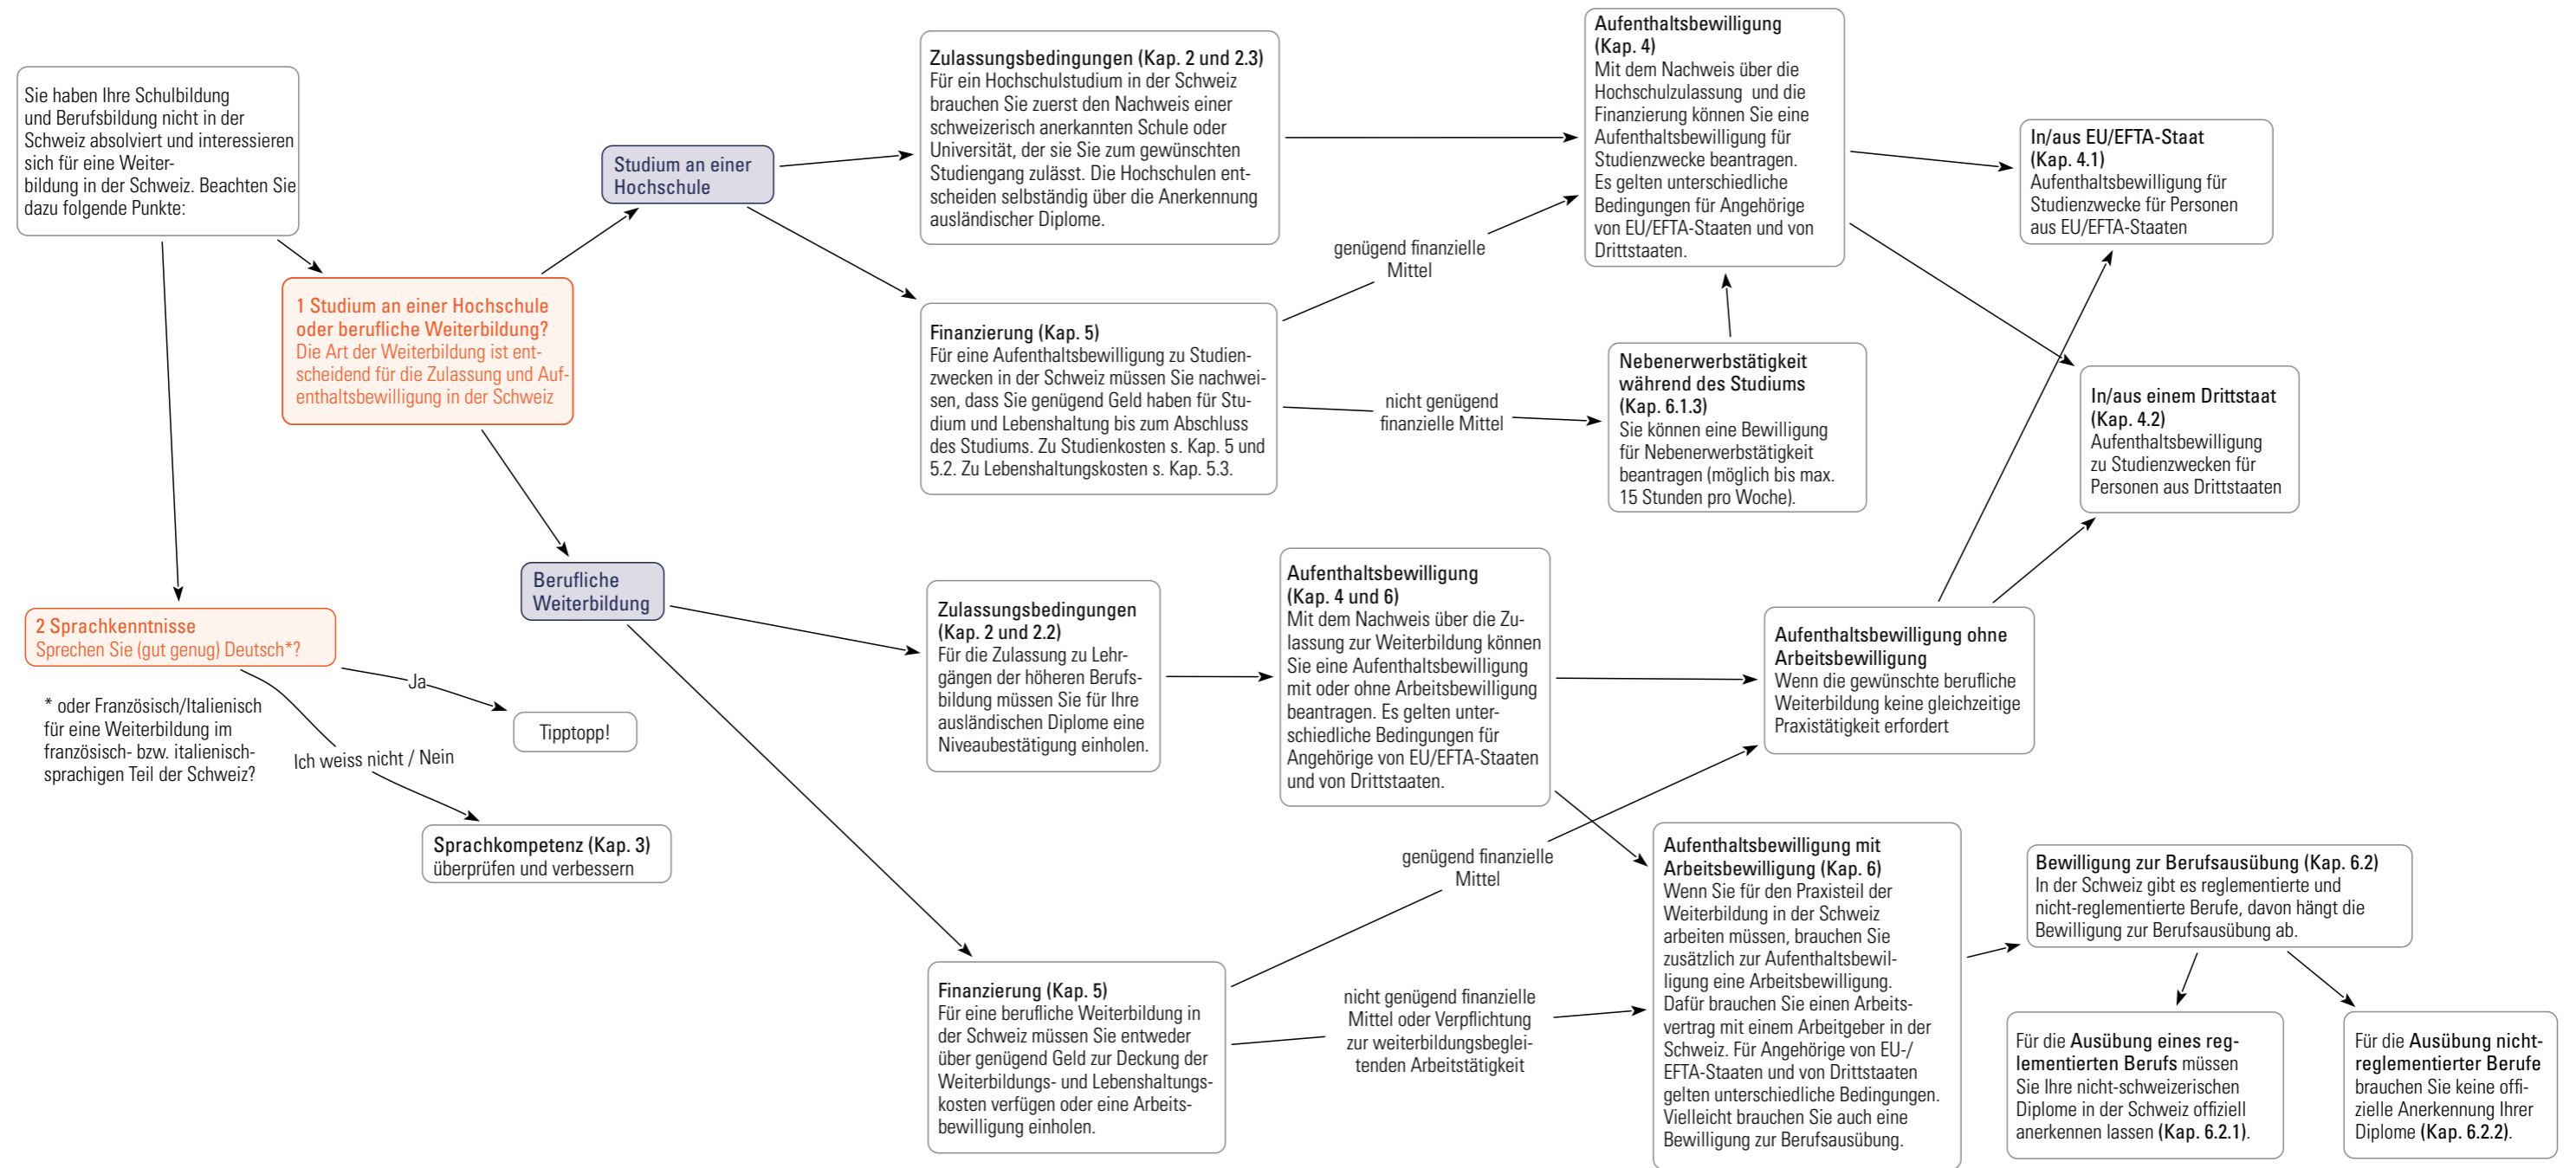 Sie haben Ihre Schulbildung
und Berufsbildung nicht in der
Schweiz absolviert und interessieren
sich für eine Weiter-
bildung in der Schweiz. Beachten Sie
dazu folgende Punkte:
1 Studium an einer Hochschule
oder berufliche Weiterbildung?
Die Art der Weiterbildung ist ent-
scheidend für die Zulassung und Auf-
enthaltsbewilligung in der Schweiz
2 Sprachkenntnisse
Sprechen Sie (gut genug) Deutsch*?
* oder Französisch/Italienisch
für eine Weiterbildung im
französisch- bzw. italienisch-
sprachigen Teil der Schweiz?
Ja
Tipptopp!
Ich weiss nicht / Nein
Sprachkompetenz (Kap. 3)
überprüfen und verbessern
Studium an einer
Hochschule
Zulassungsbedingungen (Kap. 2 und 2.3)
Für ein Hochschulstudium in der Schweiz
brauchen Sie zuerst den Nachweis einer
schweizerisch anerkannten Schule oder
Universität, der sie Sie zum gewünschten
Studiengang zulässt. Die Hochschulen ent-
scheiden selbständig über die Anerkennung
ausländischer Diplome.
Finanzierung (Kap. 5)
Für eine Aufenthaltsbewilligung zu Studien-
zwecken in der Schweiz müssen Sie nachwei-
sen, dass Sie genügend Geld haben für Stu-
dium und Lebenshaltung bis zum Abschluss
des Studiums. Zu Studienkosten s. Kap. 5 und
5.2. Zu Lebenshaltungskosten s. Kap. 5.3.
genügend finanzielle
Mittel
nicht genügend
finanzielle Mittel
Aufenthaltsbewilligung
(Kap. 4)
Mit dem Nachweis über die
Hochschulzulassung und die
Finanzierung können Sie eine
Aufenthaltsbewilligung für
Studienzwecke beantragen.
Es gelten unterschiedliche
Bedingungen für Angehörige
von EU/EFTA-Staaten und von
Drittstaaten.
Nebenerwerbstätigkeit
während des Studiums
(Kap. 6.1.3)
Sie können eine Bewilligung
für Nebenerwerbstätigkeit
beantragen (möglich bis max.
15 Stunden pro Woche).
In/aus EU/EFTA-Staat
(Kap. 4.1)
Aufenthaltsbewilligung für
Studienzwecke für Personen
aus EU/EFTA-Staaten
In/aus einem Drittstaat
(Kap. 4.2)
Aufenthaltsbewilligung
zu Studienzwecken für
Personen aus Drittstaaten
Berufliche
Weiterbildung
Zulassungsbedingungen
(Kap. 2 und 2.2)
Für die Zulassung zu Lehr-
gängen der höheren Berufs-
bildung müssen Sie für Ihre
ausländischen Diplome eine
Niveaubestätigung einholen.
Aufenthaltsbewilligung
(Kap. 4 und 6)
Mit dem Nachweis über die Zu-
lassung zur Weiterbildung können
Sie eine Aufenthaltsbewilligung
mit oder ohne Arbeitsbewilligung
beantragen. Es gelten unter-
schiedliche Bedingungen für
Angehörige von EU/EFTA-Staaten
und von Drittstaaten.
Aufenthaltsbewilligung ohne
Arbeitsbewilligung
Wenn die gewünschte berufliche
Weiterbildung keine gleichzeitige
Praxistätigkeit erfordert
Finanzierung (Kap. 5)
Für eine berufliche Weiterbildung in
der Schweiz müssen Sie entweder
über genügend Geld zur Deckung der
Weiterbildungs- und Lebenshaltungs-
kosten verfügen oder eine Arbeits-
bewilligung einholen.
genügend finanzielle
Mittel
nicht genügend finanzielle
Mittel oder Verpflichtung
zur weiterbildungsbeglei-
tenden Arbeitstätigkeit
Aufenthaltsbewilligung mit
Arbeitsbewilligung (Kap. 6)
Wenn Sie für den Praxisteil der
Weiterbildung in der Schweiz
arbeiten müssen, brauchen Sie
zusätzlich zur Aufenthaltsbewil-
ligung eine Arbeitsbewilligung.
Dafür brauchen Sie einen Arbeits-
vertrag mit einem Arbeitgeber in der
Schweiz. Für Angehörige von EU-/
EFTA-Staaten und von Drittstaaten
gelten unterschiedliche Bedingungen.
Vielleicht brauchen Sie auch eine
Bewilligung zur Berufsausübung.
Bewilligung zur Berufsausübung (Kap. 6.2)
In der Schweiz gibt es reglementierte und
nicht-reglementierte Berufe, davon hängt die
Bewilligung zur Berufsausübung ab.
Für die Ausübung eines reg-
lementierten Berufs müssen
Sie Ihre nicht-schweizerischen
Diplome in der Schweiz offiziell
anerkennen lassen (Kap. 6.2.1).
Für die Ausübung nicht-
reglementierter Berufe
brauchen Sie keine offi-
zielle Anerkennung Ihrer
Diplome (Kap. 6.2.2).